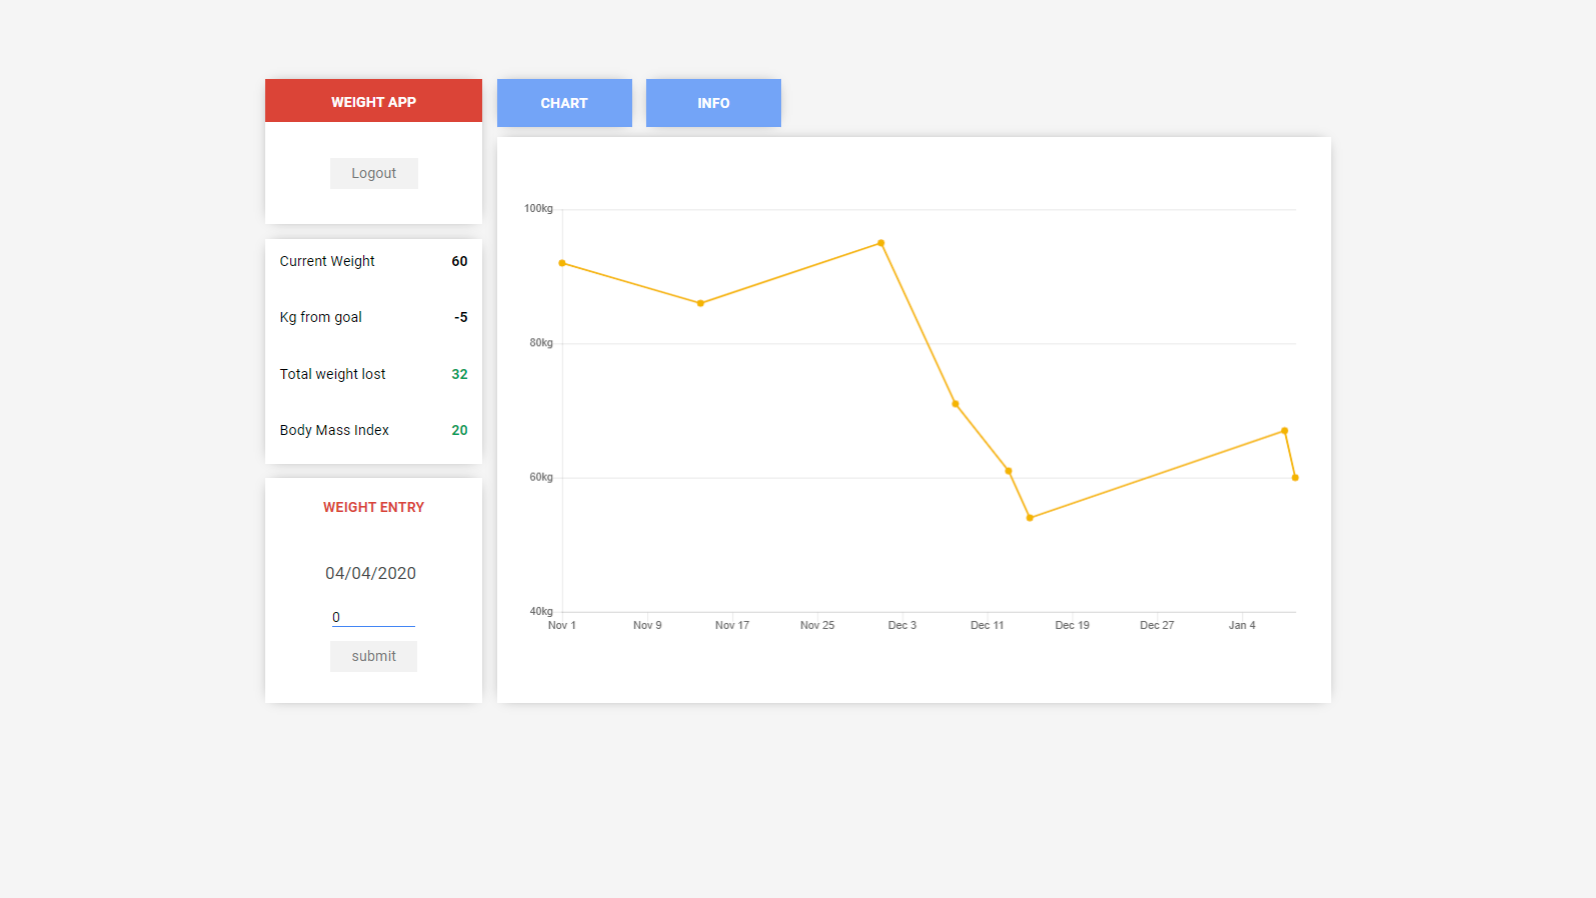 WEIGHT APP
Logout
Current Weight 60
Kg from goal -5
Total weight lost 32
Body Mass Index 20
WEIGHT ENTRY
04/04/2020
0
submit
CHART INFO
100kg
80kg
60kg
40kg
Nov 1 Nov 9 Nov 17 Nov 25 Dec 3 Dec 11 Dec 19 Dec 27 Jan 4